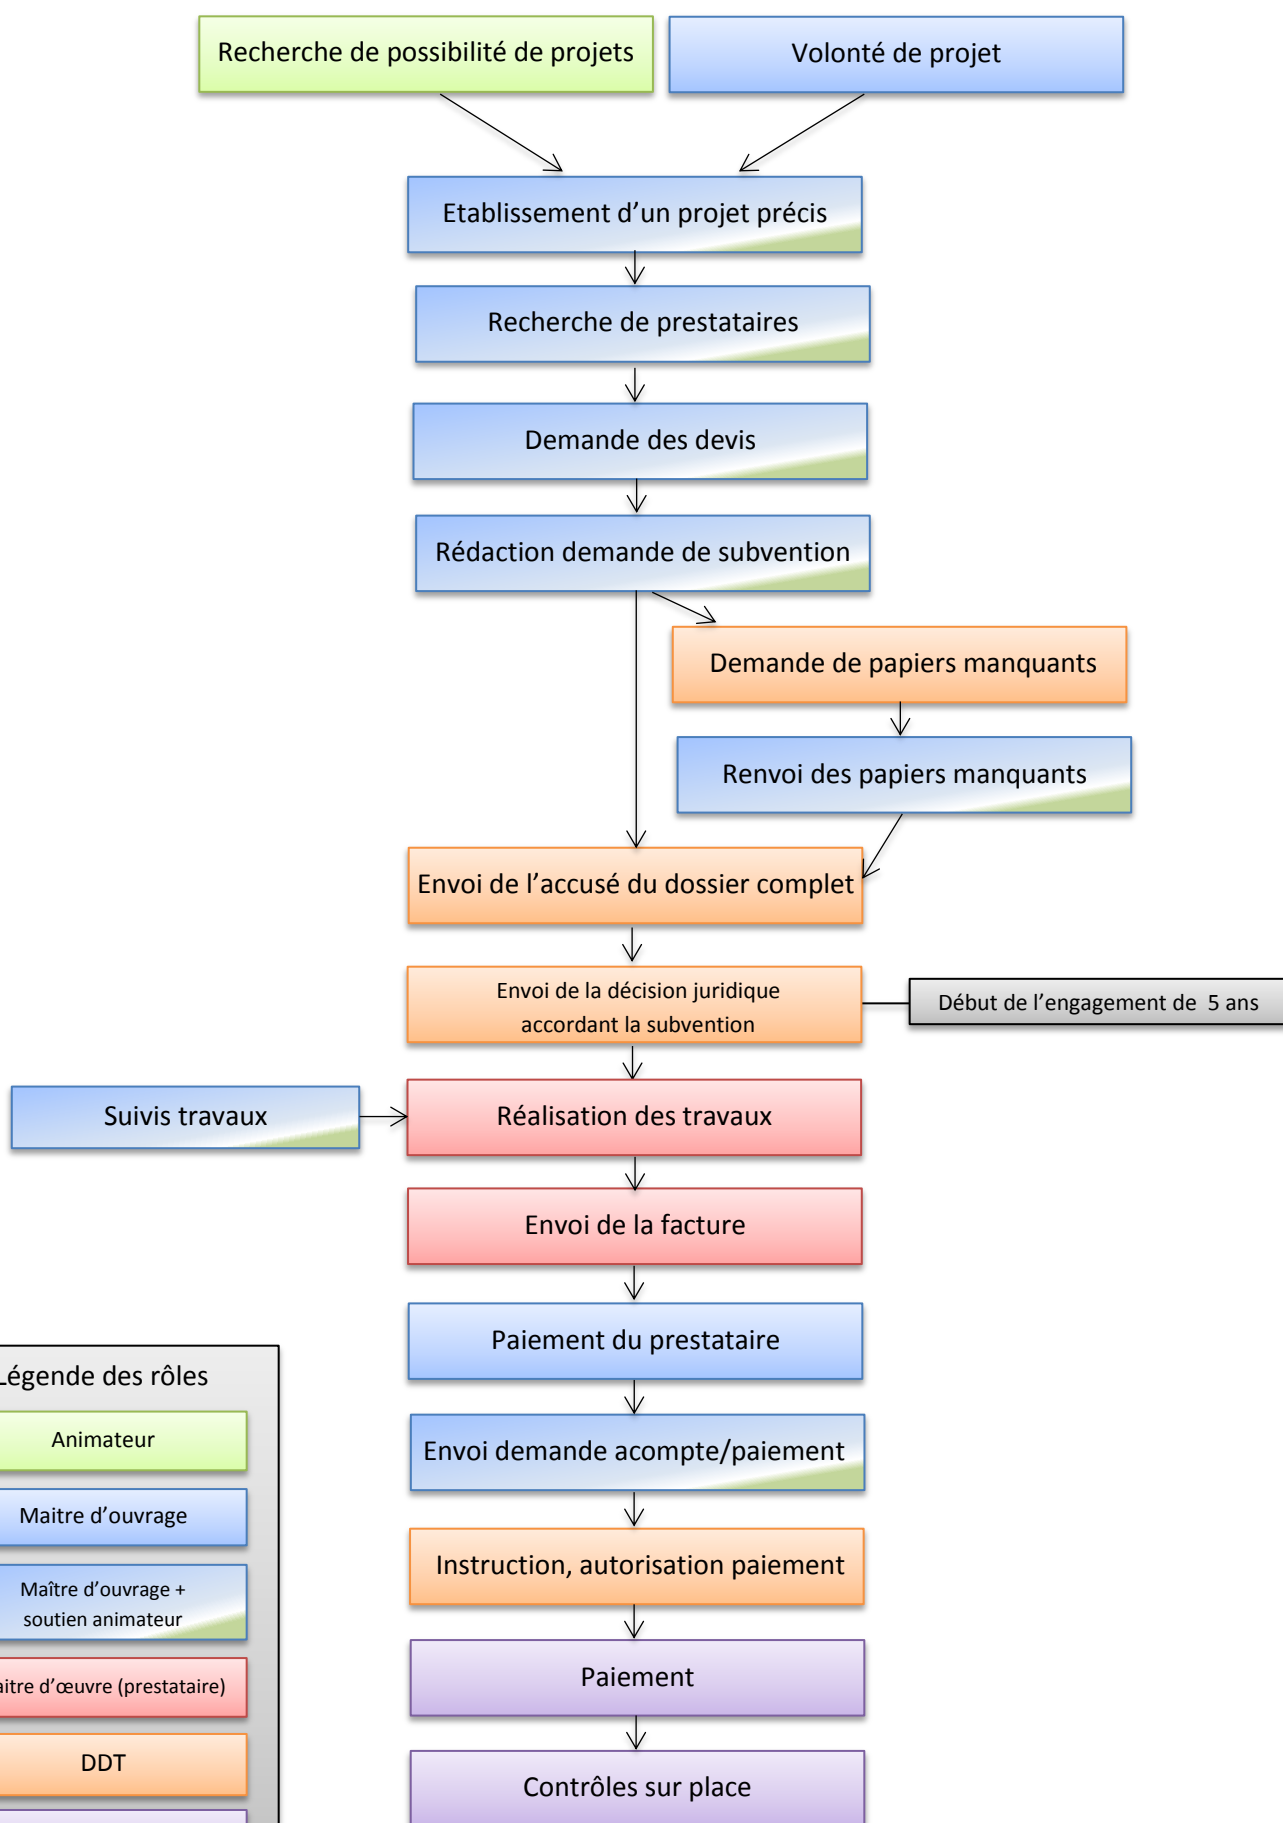 Recherche de possibilité de projets
Volonté de projet
Etablissement d’un projet précis
Recherche de prestataires
Demande des devis
Rédaction demande de subvention
Demande de papiers manquants
Renvoi des papiers manquants
Envoi de l’accusé du dossier complet
Envoi de la décision juridique
accordant la subvention
Début de l’engagement de 5 ans
Suivis travaux
Réalisation des travaux
Envoi de la facture
Paiement du prestataire
Envoi demande acompte/paiement
Instruction, autorisation paiement
Paiement
Contrôles sur place
Légende des rôles
Animateur
Maitre d’ouvrage
Maître d’ouvrage +
soutien animateur
d’œuvre (prestataire)
DDT